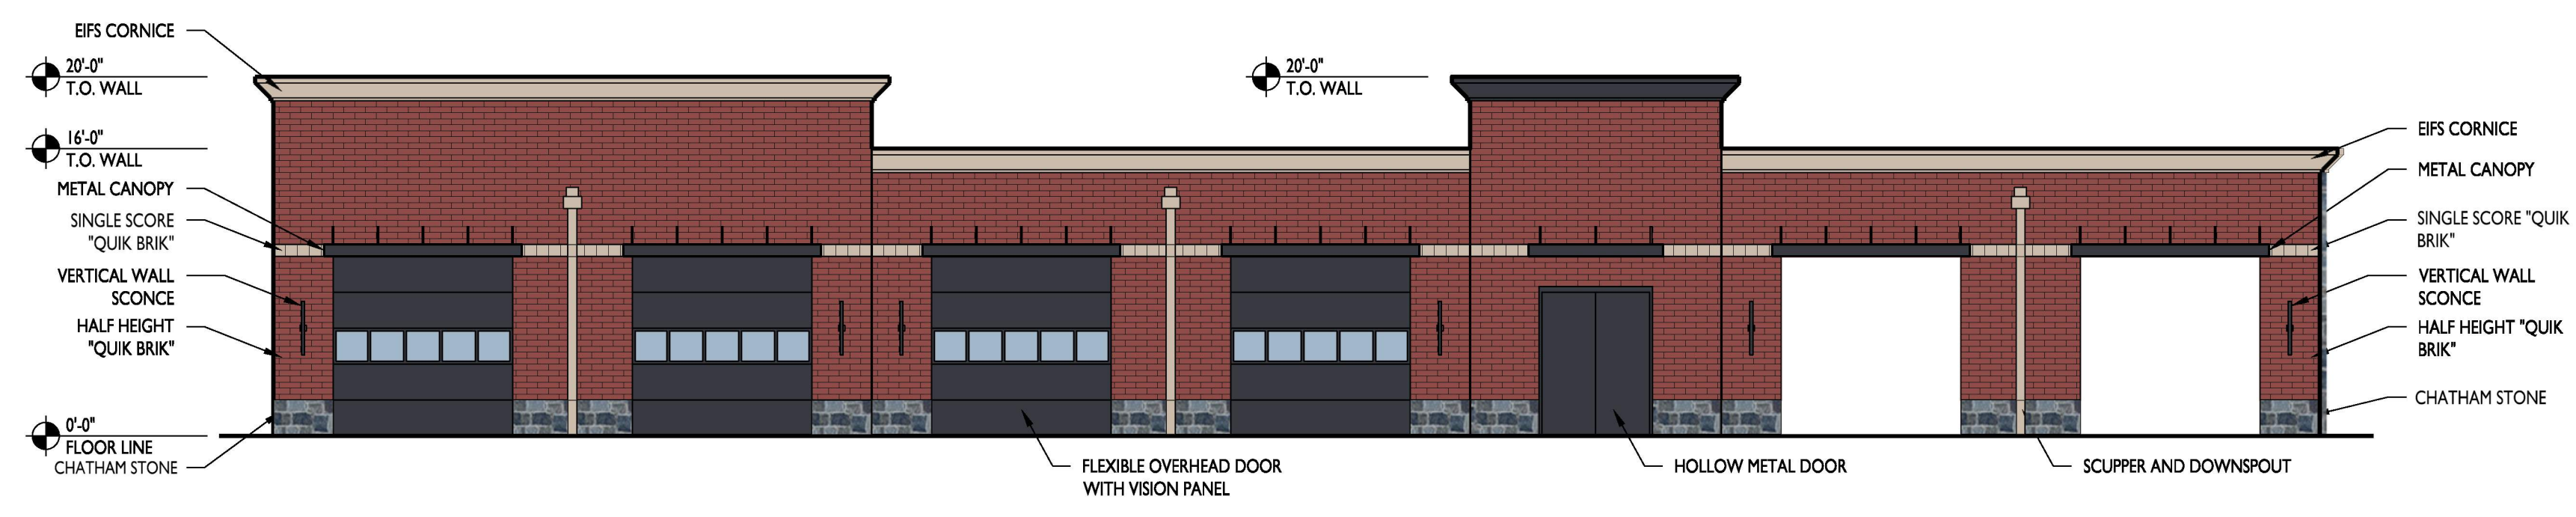 EIFS CORNICE
20'-0"
T.O. WALL
16'-0"
T.O. WALL
METAL CANOPY
SINGLE SCORE
"QUIK BRIK"
VERTICAL WALL
SCONCE
HALF HEIGHT
"QUIK BRIK"
0'-0"
FLOOR LINE
CHATHAM STONE
20'-0"
T.O. WALL
FLEXIBLE OVERHEAD DOOR
WITH VISION PANEL
HOLLOW METAL DOOR
SCUPPER AND DOWNSPOUT
EIFS CORNICE
METAL CANOPY
SINGLE SCORE "QUIK
BRIK"
VERTICAL WALL
SCONCE
HALF HEIGHT "QUIK
BRIK"
CHATHAM STONE